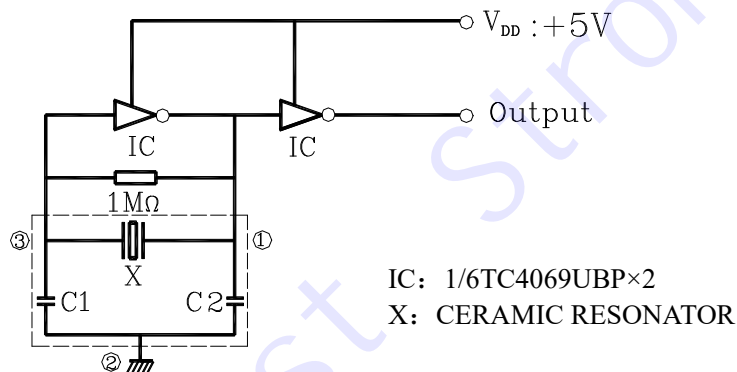 V_DD :+5V
Output
IC
IC
1MΩ
③
①
X
C1
C2
②
IC：1/6TC4069UBP×2
X：CERAMIC RESONATOR